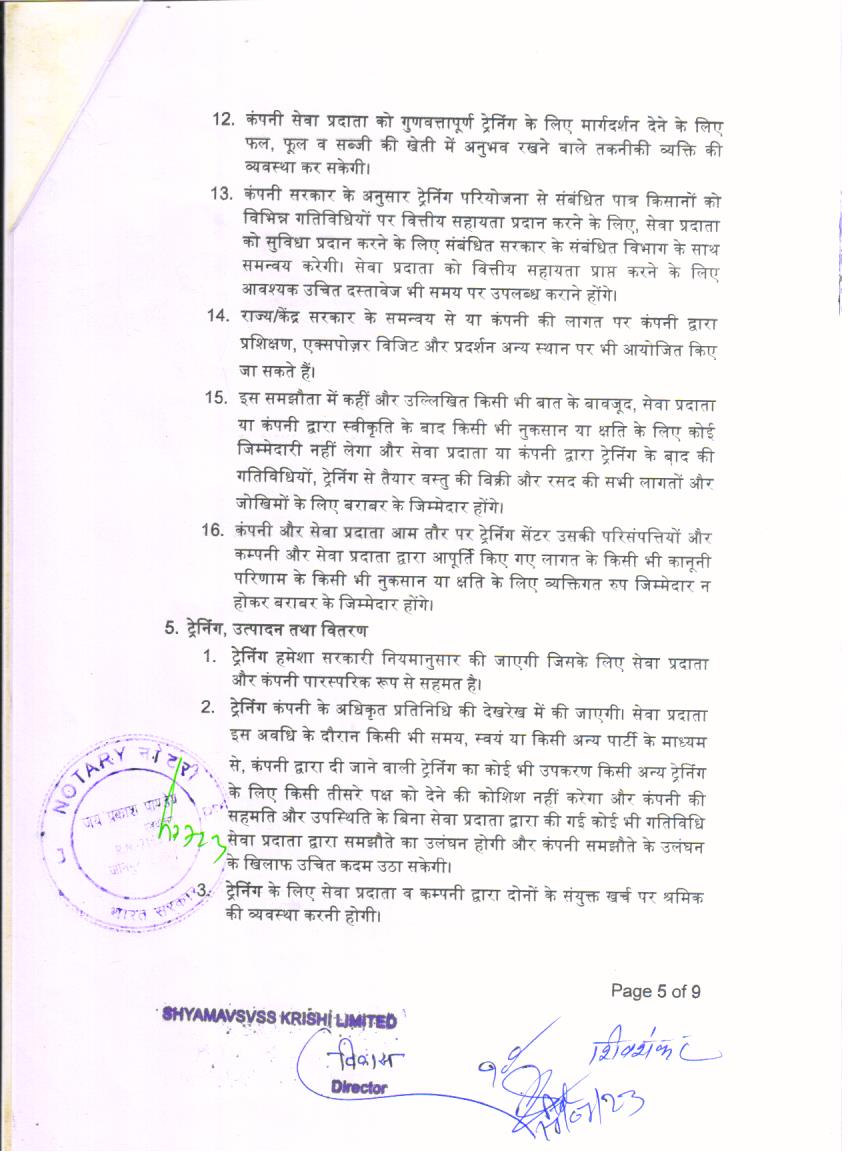 12. कंपनी सेवा प्रदाता को गुणवत्तापूर्ण ट्रेनिंग के लिए मार्गदर्शन देने के लिए
फल, फूल व सब्जी की खेती में अनुभव रखने वाले तकनीकी व्यक्ति की
व्यवस्था कर सकेगी।
13. कंपनी सरकार के अनुसार ट्रेनिंग परियोजना से संबंधित पात्र किसानों को
विभिन्न गतिविधियों पर वित्तीय सहायता प्रदान करने के लिए, सेवा प्रदाता
को सुविधा प्रदान करने के लिए संबंधित सरकार के संबंधित विभाग के साथ
समन्वय करेगी। सेवा प्रदाता को वित्तीय सहायता प्राप्त करने के लिए
आवश्यक उचित दस्तावेज भी समय पर उपलब्ध कराने होंगे।
14. राज्य/केंद्र सरकार के समन्वय से या कंपनी की लागत पर कंपनी द्वारा
प्रशिक्षण, एक्सपोज़र विजिट और प्रदर्शन अन्य स्थान पर भी आयोजित किए
जा सकते हैं।
15. इस समझौता में कहीं और उल्लिखित किसी भी बात के बावजूद, सेवा प्रदाता
या कंपनी द्वारा स्वीकृति के बाद किसी भी नुकसान या क्षति के लिए कोई
जिम्मेदारी नहीं लेगा और सेवा प्रदाता या कंपनी द्वारा ट्रेनिंग के बाद की
गतिविधियों, ट्रेनिंग से तैयार वस्तु की बिक्री और रसद की सभी लागतों और
जोखिमों के लिए बराबर के जिम्मेदार होंगे।
16. कंपनी और सेवा प्रदाता आम तौर पर ट्रेनिंग सेंटर उसकी परिसंपत्तियों और
कम्पनी और सेवा प्रदाता द्वारा आपूर्ति किए गए लागत के किसी भी कानूनी
परिणाम के किसी भी नुकसान या क्षति के लिए व्यक्तिगत रुप जिम्मेदार न
होकर बराबर के जिम्मेदार होंगे।
5. ट्रेनिंग, उत्पादन तथा वितरण
1. ट्रेनिंग हमेशा सरकारी नियमानुसार की जाएगी जिसके लिए सेवा प्रदाता
और कंपनी पारस्परिक रूप से सहमत है।
2. ट्रेनिंग कंपनी के अधिकृत प्रतिनिधि की देखरेख में की जाएगी। सेवा प्रदाता
इस अवधि के दौरान किसी भी समय, स्वयं या किसी अन्य पार्टी के माध्यम
से, कंपनी द्वारा दी जाने वाली ट्रेनिंग का कोई भी उपकरण किसी अन्य ट्रेनिंग
के लिए किसी तीसरे पक्ष को देने की कोशिश नहीं करेगा और कंपनी की
सहमति और उपस्थिति के बिना सेवा प्रदाता द्वारा की गई कोई भी गतिविधि
सेवा प्रदाता द्वारा समझौते का उलंघन होगी और कंपनी समझौते के उलंघन
के खिलाफ उचित कदम उठा सकेगी।
3. ट्रेनिंग के लिए सेवा प्रदाता व कम्पनी द्वारा दोनों के संयुक्त खर्च पर श्रमिक
की व्यवस्था करनी होगी।
NOTARY नोटरी
जय प्रकाश पाण्डेय
भारत सरकार
Page 5 of 9
SHYAMAVSVSS KRISHI LIMITED
विकास
Director
शिवशंकर